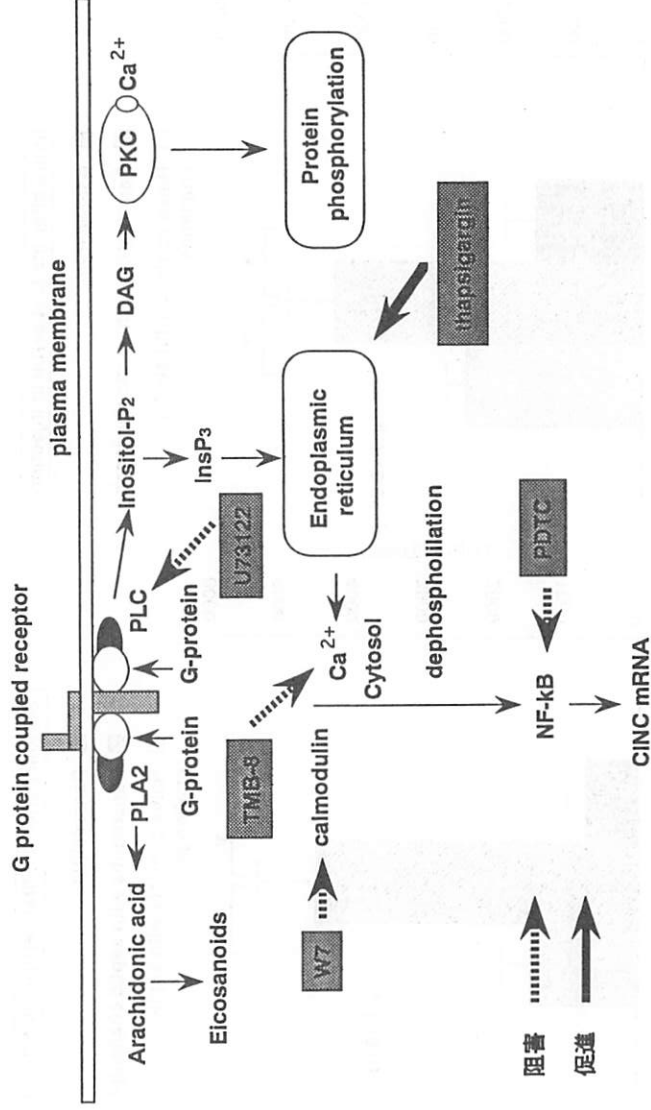 G protein coupled receptor
plasma membrane
Arachidonic acid
PLA2
PLC
Inositol-P2
DAG
PKC
Ca2+
Eicosanoids
G-protein
G-protein
U73122
InsP3
TMB-8
W7
calmodulin
Ca2+
Cytosol
Endoplasmic
reticulum
Protein
phosphorylation
thapsigargin
dephospholilation
NF-kB
PDTC
CINC mRNA
阻害
促進